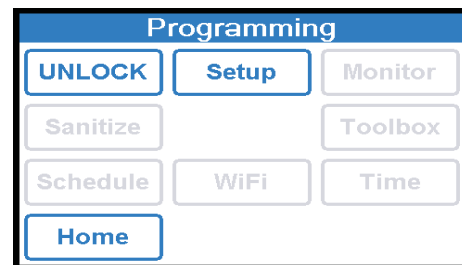 Programming
UNLOCK Setup Monitor
Sanitize Toolbox
Schedule WiFi Time
Home